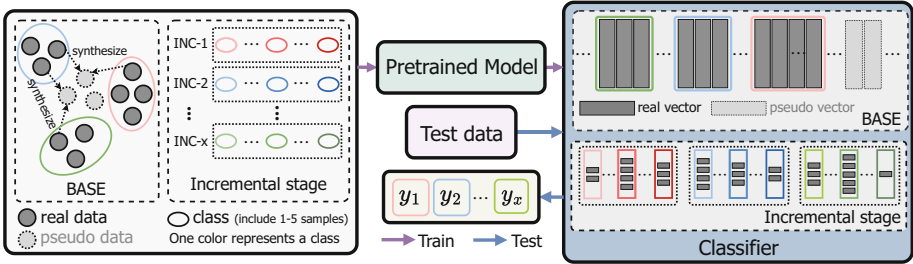 synthesize
synthesize
BASE
INC-1
INC-2
INC-x
Incremental stage
real data
pseudo data
class (include 1-5 samples)
One color represents a class
Pretrained Model
Test data
y1 y2 ... yx
Train
Test
real vector
pseudo vector
BASE
Incremental stage
Classifier